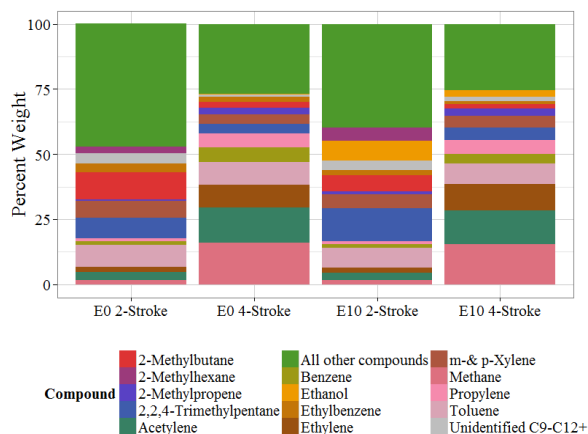 100
75
50
25
0
Percent Weight
E0 2-Stroke E0 4-Stroke E10 2-Stroke E10 4-Stroke
Compound
2-Methylbutane
2-Methylhexane
2-Methylpropene
2,2,4-Trimethylpentane
Acetylene
All other compounds
Benzene
Ethanol
Ethylbenzene
Ethylene
m-& p-Xylene
Methane
Propylene
Toluene
Unidentified C9-C12+